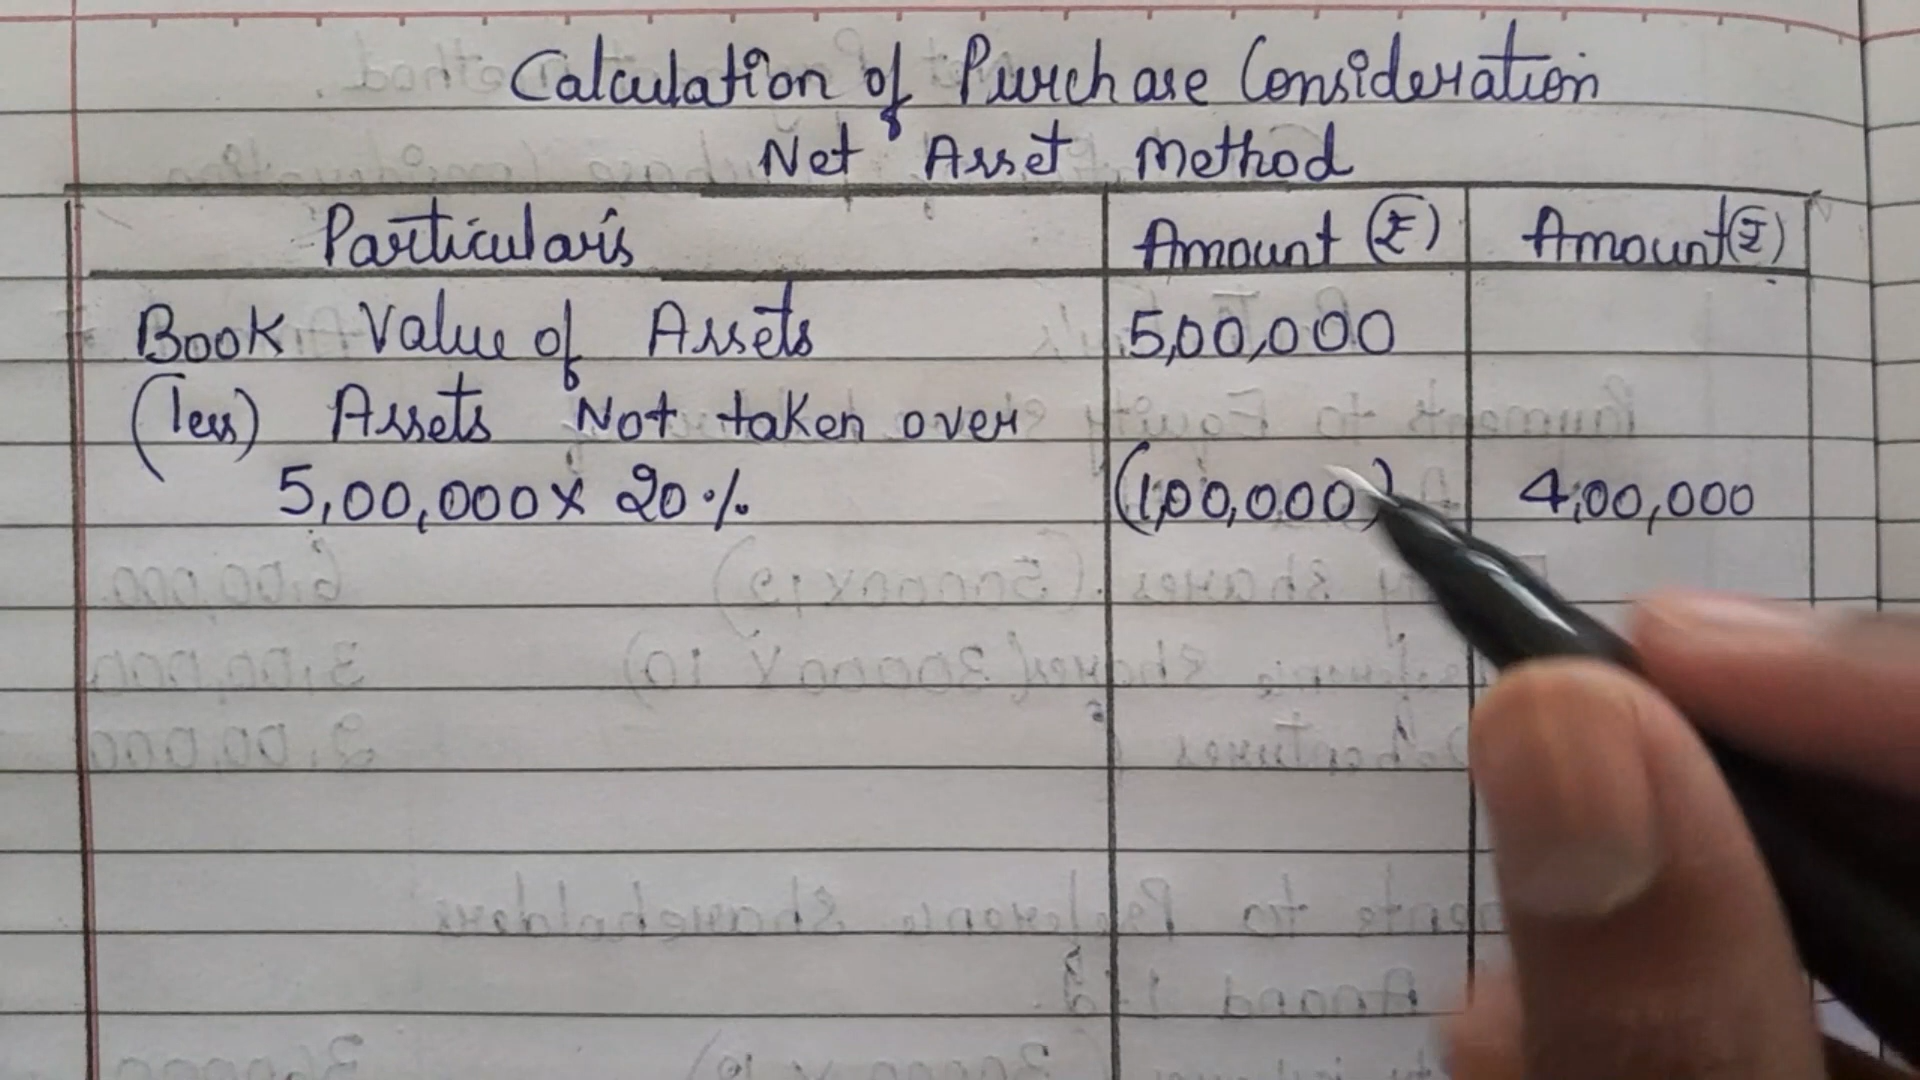 Calculation of Purchase Consideration
Net Asset Method
Particulars Amount (₹) Amount (₹)
Book Value of Assets 5,00,000
(less) Assets Not taken over
5,00,000 x 20% (1,00,000) 4,00,000